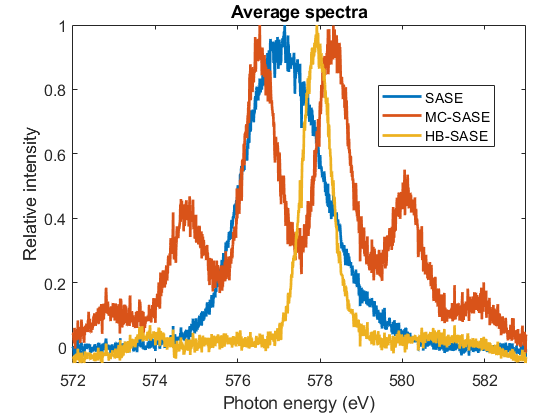 Average spectra
Relative intensity
1
0.8
0.6
0.4
0.2
0
SASE
MC-SASE
HB-SASE
572 574 576 578 580 582
Photon energy (eV)